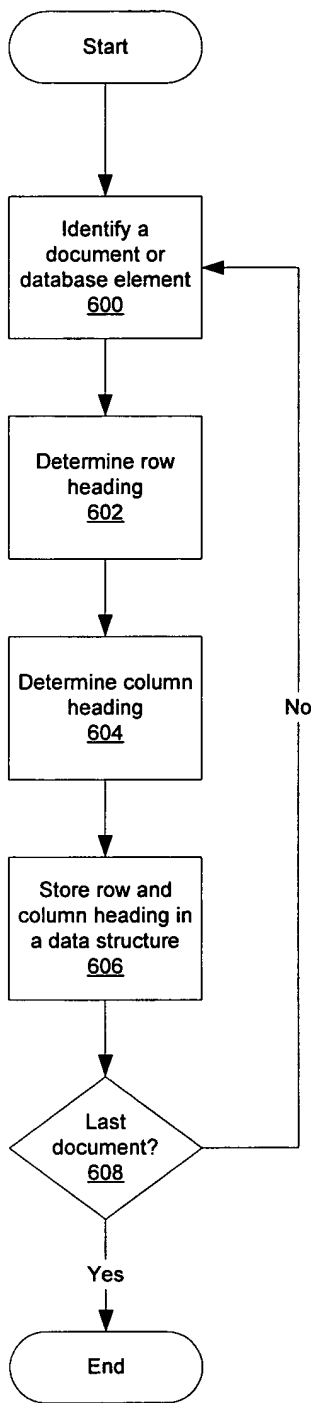 Start
Identify a
document or
database element
600
Determine row
heading
602
Determine column
heading
604
No
Store row and
column heading in
a data structure
606
Last
document?
608
Yes
End